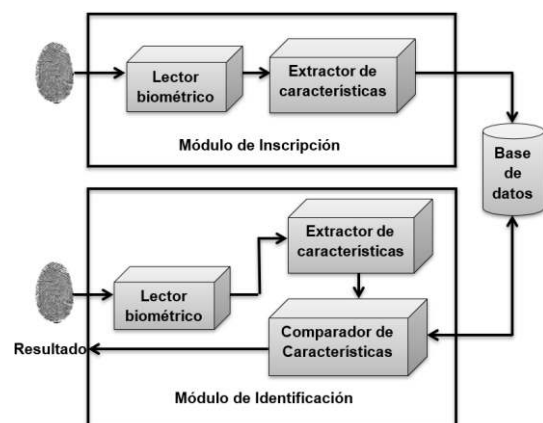 Lector
biométrico
Extractor de
características
Módulo de Inscripción
Base
de
datos
Extractor de
características
Lector
biométrico
Comparador de
Características
Resultado
Módulo de Identificación